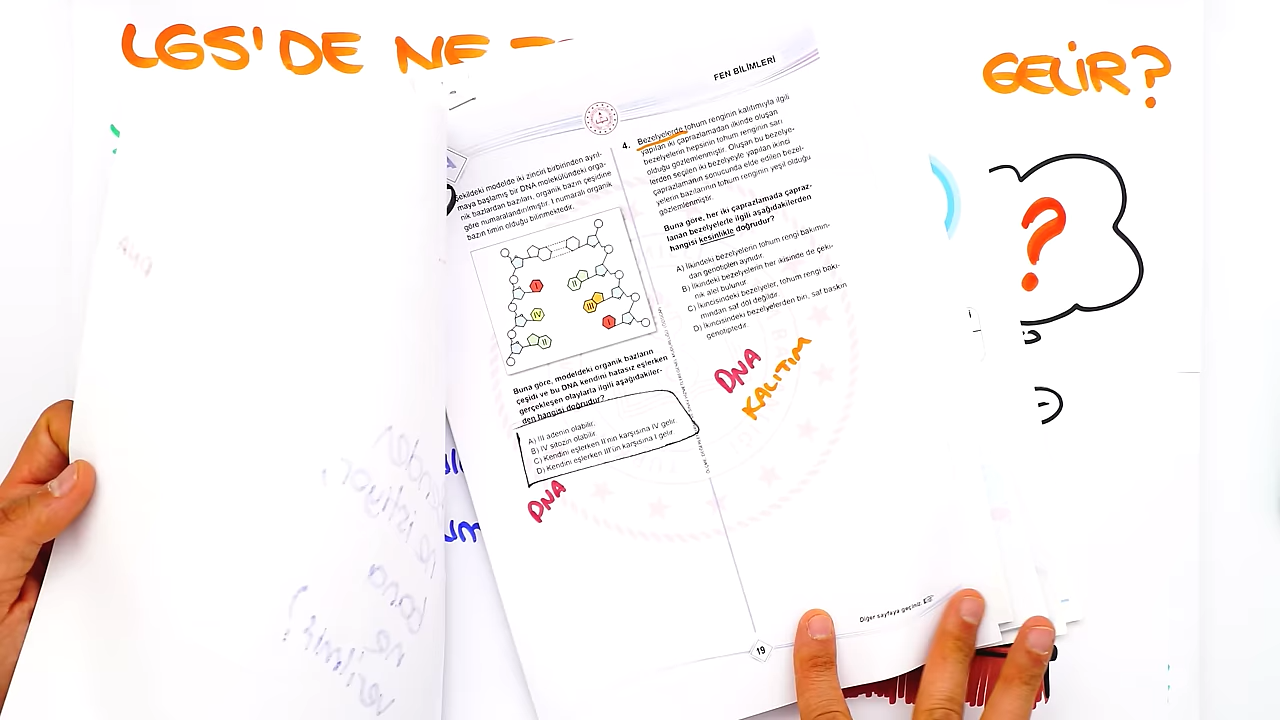 LGS'DE NE
GELİR?
FEN BİLİMLERİ
şekildeki modelde iki zinciri birbirinden ayrıl-
maya başlamış bir DNA molekülündeki orga-
nik bazlardan bazıları, organik bazın çeşidine
göre numaralandırılmıştır. I numaralı organik
bazın timin olduğu bilinmektedir.
I
II
III
IV
I
II
Buna göre, modeldeki organik bazların
çeşidi ve bu DNA kendini hatasız eşlerken
gerçekleşen olaylarla ilgili aşağıdakiler-
den hangisi doğrudur?
A) III adenin olabilir.
B) IV sitozin olabilir.
C) Kendini eşlerken II'nin karşısına IV gelir.
D) Kendini eşlerken III'ün karşısına I gelir.
DNA
4. Bezelyelerde tohum renginin kalıtımıyla ilgili
yapılan iki çaprazlamadan ilkinde oluşan
bezelyelerin hepsinin tohum renginin sarı
olduğu gözlemlenmiştir. Oluşan bu bezelye-
lerden seçilen iki bezelyeyle yapılan ikinci
çaprazlamanın sonucunda elde edilen bezel-
yelerin bazılarının tohum renginin yeşil olduğu
gözlemlenmiştir.
Buna göre, her iki çaprazlamada çapraz-
lanan bezelyelerle ilgili aşağıdakilerden
hangisi kesinlikle doğrudur?
A) İlkindeki bezelyelerin tohum rengi bakımın-
dan genotipleri aynıdır.
B) İlkindeki bezelyelerin her ikisinde de çeki-
nik alel bulunur.
C) İkincisindeki bezelyeler, tohum rengi bakı-
mından saf döl değildir.
D) İkincisindeki bezelyelerden biri, saf baskın
genotiplidir.
DNA
KALITIM
Diğer sayfaya geçiniz.
19
?